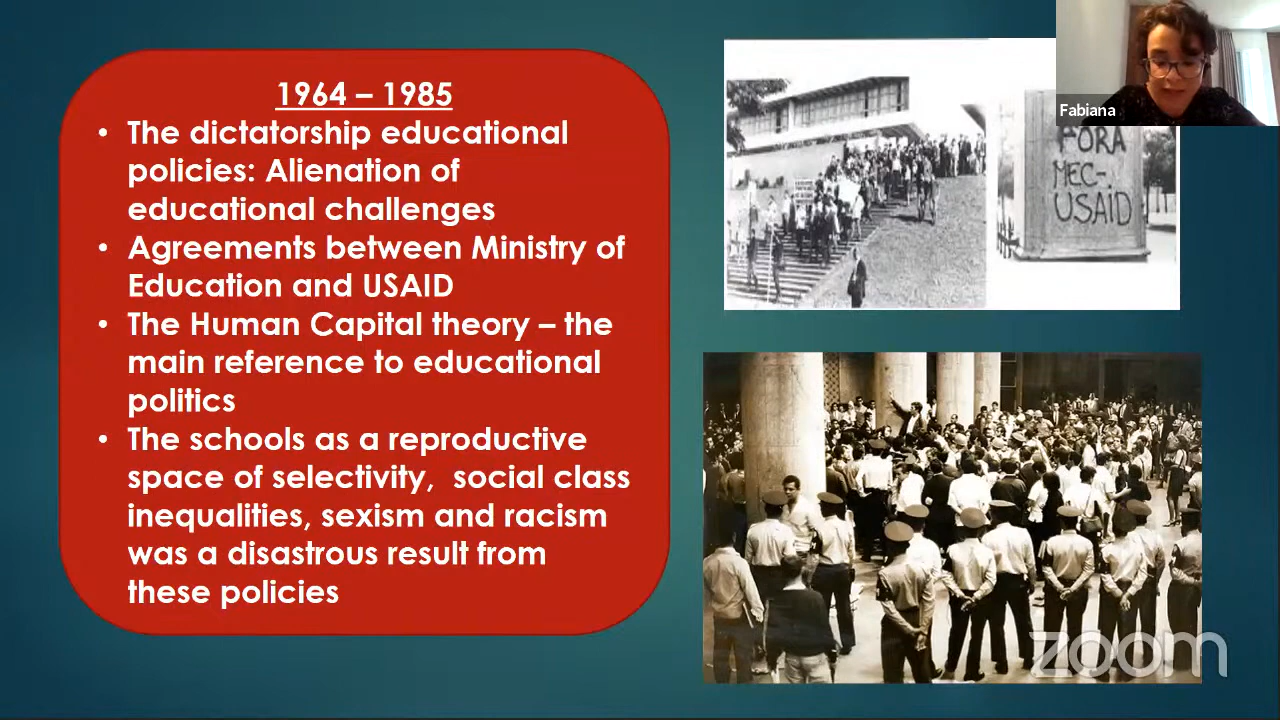 1964 – 1985
• The dictatorship educational
policies: Alienation of
educational challenges
• Agreements between Ministry of
Education and USAID
• The Human Capital theory – the
main reference to educational
politics
• The schools as a reproductive
space of selectivity,  social class
inequalities, sexism and racism
was a disastrous result from
these policies
Fabiana
FORA
MEC-
USAID
zoom